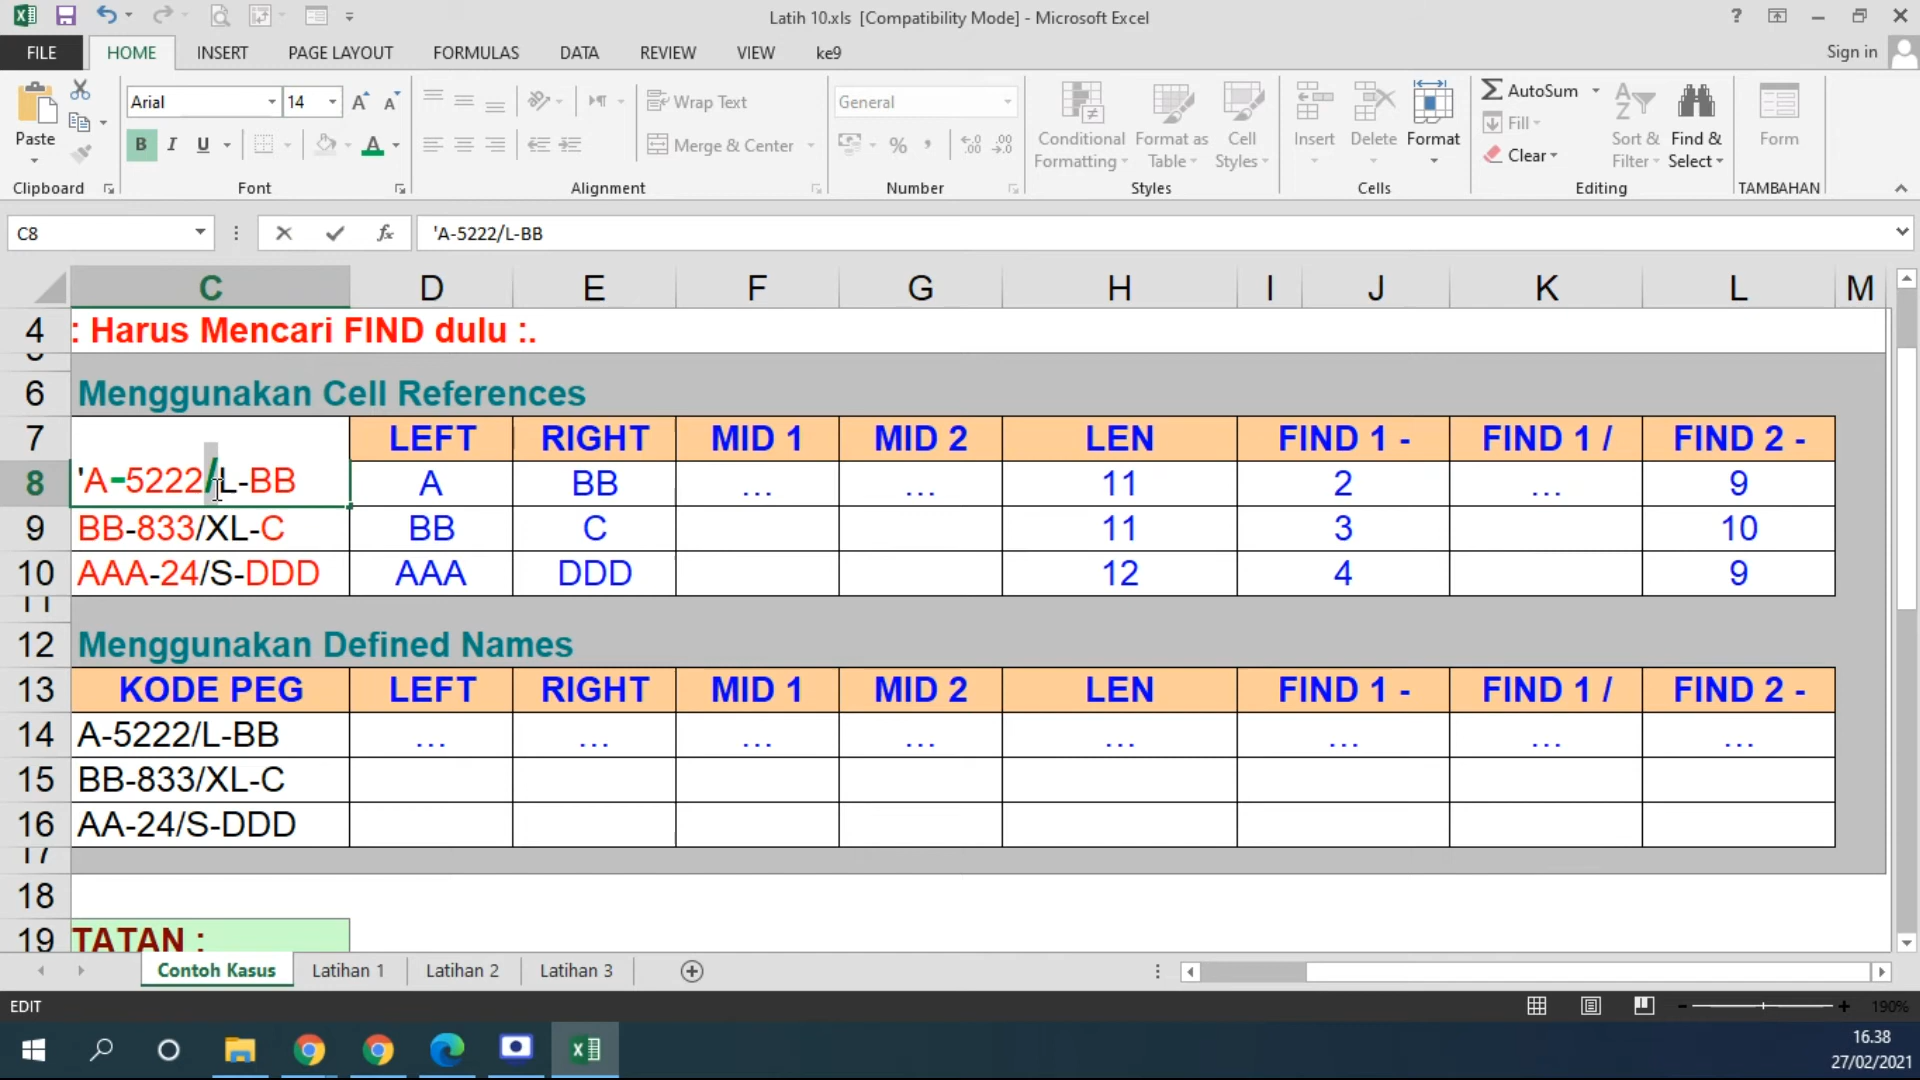 Latih 10.xls  [Compatibility Mode] - Microsoft Excel
?
FILE HOME INSERT PAGE LAYOUT FORMULAS DATA REVIEW VIEW ke9 Sign in
Paste
Clipboard
Arial 14
B I U A
Font
Wrap Text
Merge & Center
Alignment
General
%
Number
Conditional Formatting
Format as Table
Cell Styles
Styles
Insert
Delete
Format
Cells
AutoSum
Fill
Clear
Sort & Filter
Find & Select
Editing
Form
TAMBAHAN
C8 fx 'A-5222/L-BB
C D E F G H I J K L M
4 : Harus Mencari FIND dulu :.
6 Menggunakan Cell References
7 LEFT RIGHT MID 1 MID 2 LEN FIND 1 - FIND 1 / FIND 2 -
8 'A-5222/L-BB A BB ... ... 11 2 ... 9
9 BB-833/XL-C BB C 11 3 10
10 AAA-24/S-DDD AAA DDD 12 4 9
11
12 Menggunakan Defined Names
13 KODE PEG LEFT RIGHT MID 1 MID 2 LEN FIND 1 - FIND 1 / FIND 2 -
14 A-5222/L-BB ... ... ... ... ... ... ... ...
15 BB-833/XL-C
16 AA-24/S-DDD
17
18
19 TATAN :
Contoh Kasus Latihan 1 Latihan 2 Latihan 3
EDIT 190%
16.38
27/02/2021